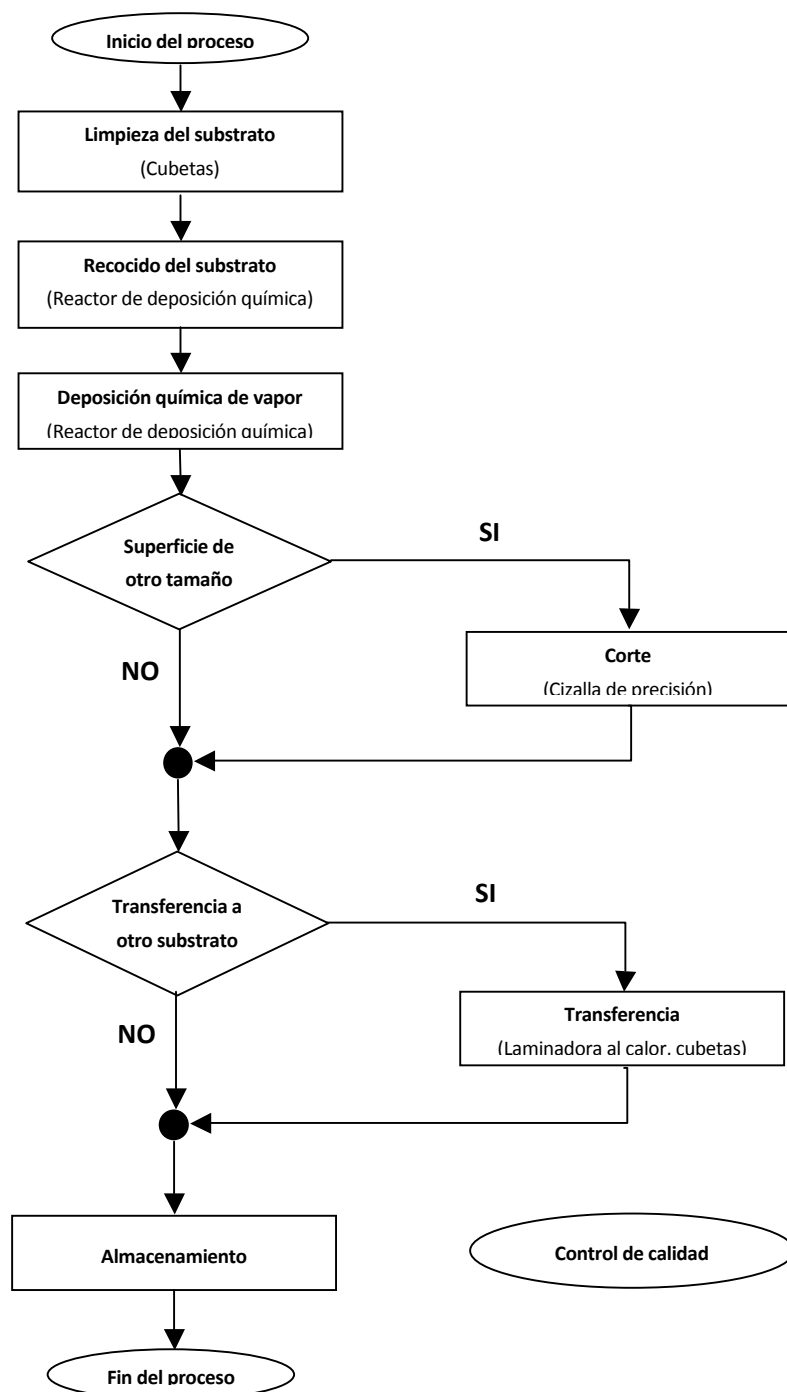 Inicio del proceso
Limpieza del substrato
(Cubetas)
Recocido del substrato
(Reactor de deposición química)
Deposición química de vapor
(Reactor de deposición química)
Superficie de
otro tamaño
SI
NO
Corte
(Cizalla de precisión)
Transferencia a
otro substrato
SI
NO
Transferencia
(Laminadora al calor. cubetas)
Almacenamiento
Control de calidad
Fin del proceso